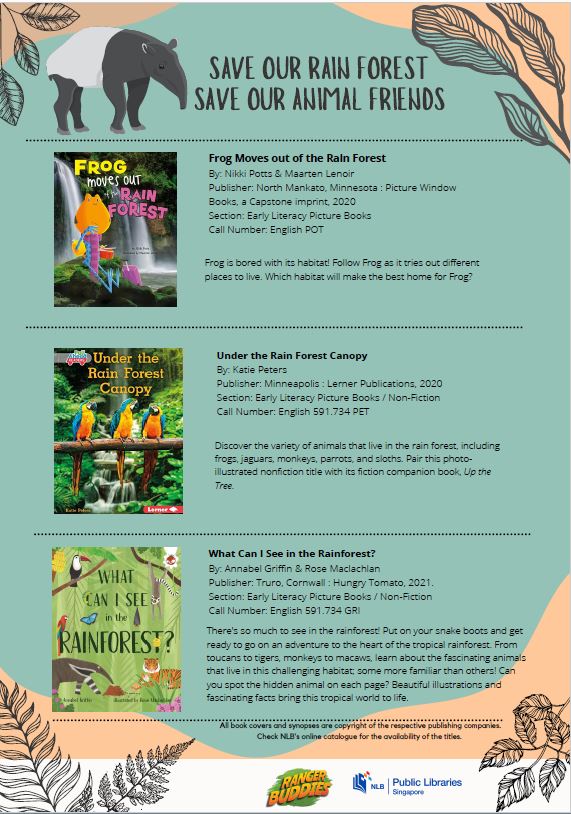 SAVE OUR RAIN FOREST
SAVE OUR ANIMAL FRIENDS
FROG
moves out
of the RAIN
FOREST
Frog Moves out of the Rain Forest
By: Nikki Potts & Maarten Lenoir
Publisher: North Mankato, Minnesota : Picture Window
Books, a Capstone imprint, 2020
Section: Early Literacy Picture Books
Call Number: English POT
Frog is bored with its habitat! Follow Frog as it tries out different
places to live. Which habitat will make the best home for Frog?
Under the
Rain Forest
Canopy
Katie Peters
Lerner
Under the Rain Forest Canopy
By: Katie Peters
Publisher: Minneapolis : Lerner Publications, 2020
Section: Early Literacy Picture Books / Non-Fiction
Call Number: English 591.734 PET
Discover the variety of animals that live in the rain forest, including
frogs, jaguars, monkeys, parrots, and sloths. Pair this photo-
illustrated nonfiction title with its fiction companion book, Up the
Tree.
WHAT
CAN I SEE
in the
RAINFOREST?
Annabel Griffin
Illustrated by Rose Maclachlan
What Can I See in the Rainforest?
By: Annabel Griffin & Rose Maclachlan
Publisher: Truro, Cornwall : Hungry Tomato, 2021.
Section: Early Literacy Picture Books / Non-Fiction
Call Number: English 591.734 GRI
There's so much to see in the rainforest! Put on your snake boots and get
ready to go on an adventure to the heart of the tropical rainforest. From
toucans to tigers, monkeys to macaws, learn about the fascinating animals
that live in this challenging habitat; some more familiar than others! Can
you spot the hidden animal on each page? Beautiful illustrations and
fascinating facts bring this tropical world to life.
All book covers and synopses are copyright of the respective publishing companies.
Check NLB's online catalogue for the availability of the titles.
RANGER
BUDDIES
NLB
Public Libraries
Singapore